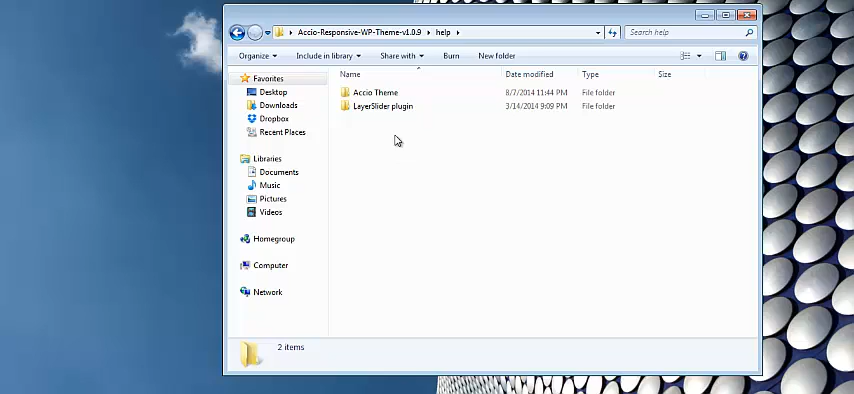 Accio-Responsive-WP-Theme-v1.0.9 help
Search help
Organize Include in library Share with Burn New folder
Name Date modified Type Size
Favorites
Desktop
Downloads
Dropbox
Recent Places
Libraries
Documents
Music
Pictures
Videos
Homegroup
Computer
Network
Accio Theme 8/7/2014 11:44 PM File folder
LayerSlider plugin 3/14/2014 9:09 PM File folder
2 items